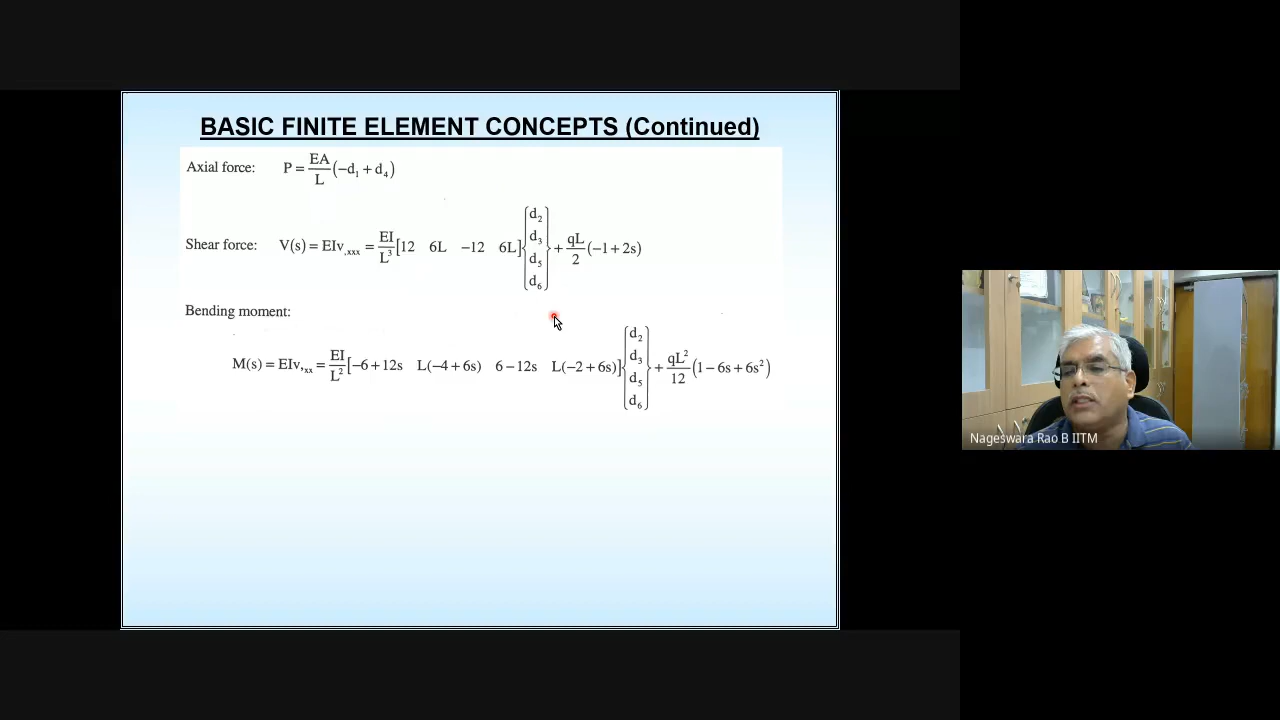 BASIC FINITE ELEMENT CONCEPTS (Continued)
Axial force: P = EA/L (−d₁ + d₄)
Shear force: V(s) = EIv,ₓₓₓ = EI/L³ [12 6L −12 6L] {d₂ d₃ d₅ d₆} + qL/2 (−1 + 2s)
Bending moment:
M(s) = EIv,ₓₓ = EI/L² [−6 + 12s L(−4 + 6s) 6 − 12s L(−2 + 6s)] {d₂ d₃ d₅ d₆} + qL²/12 (1 − 6s + 6s²)
Nageswara Rao B IITM